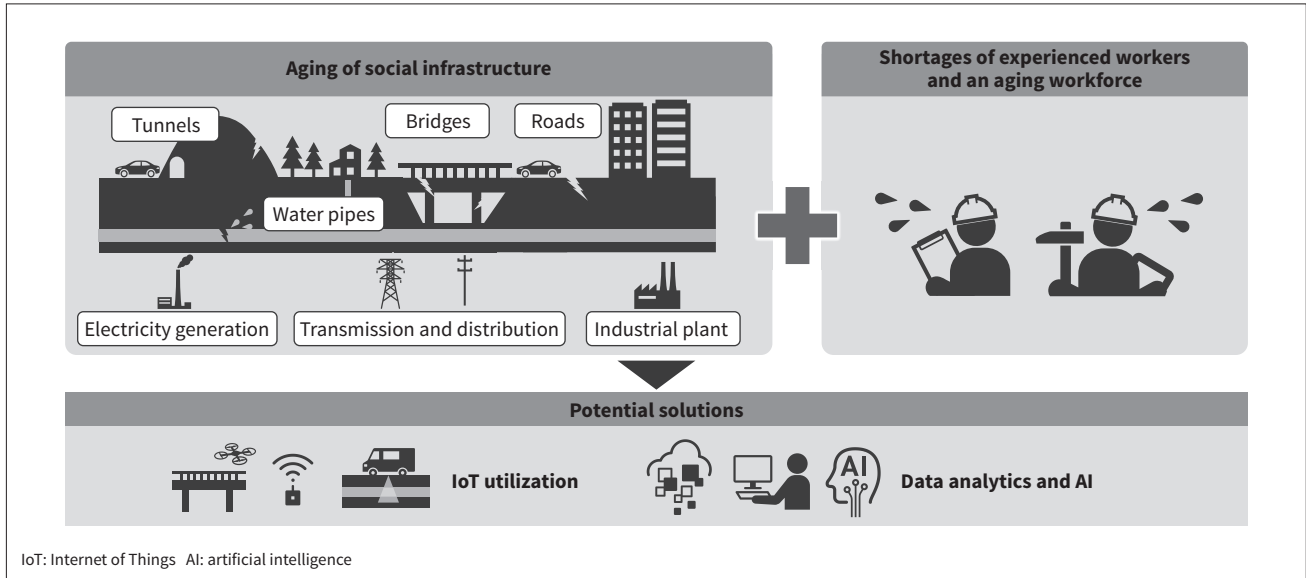 Aging of social infrastructure
Shortages of experienced workers
and an aging workforce
Tunnels
Bridges
Roads
Water pipes
Electricity generation
Transmission and distribution
Industrial plant
Potential solutions
IoT utilization
AI
Data analytics and AI
IoT: Internet of Things AI: artificial intelligence